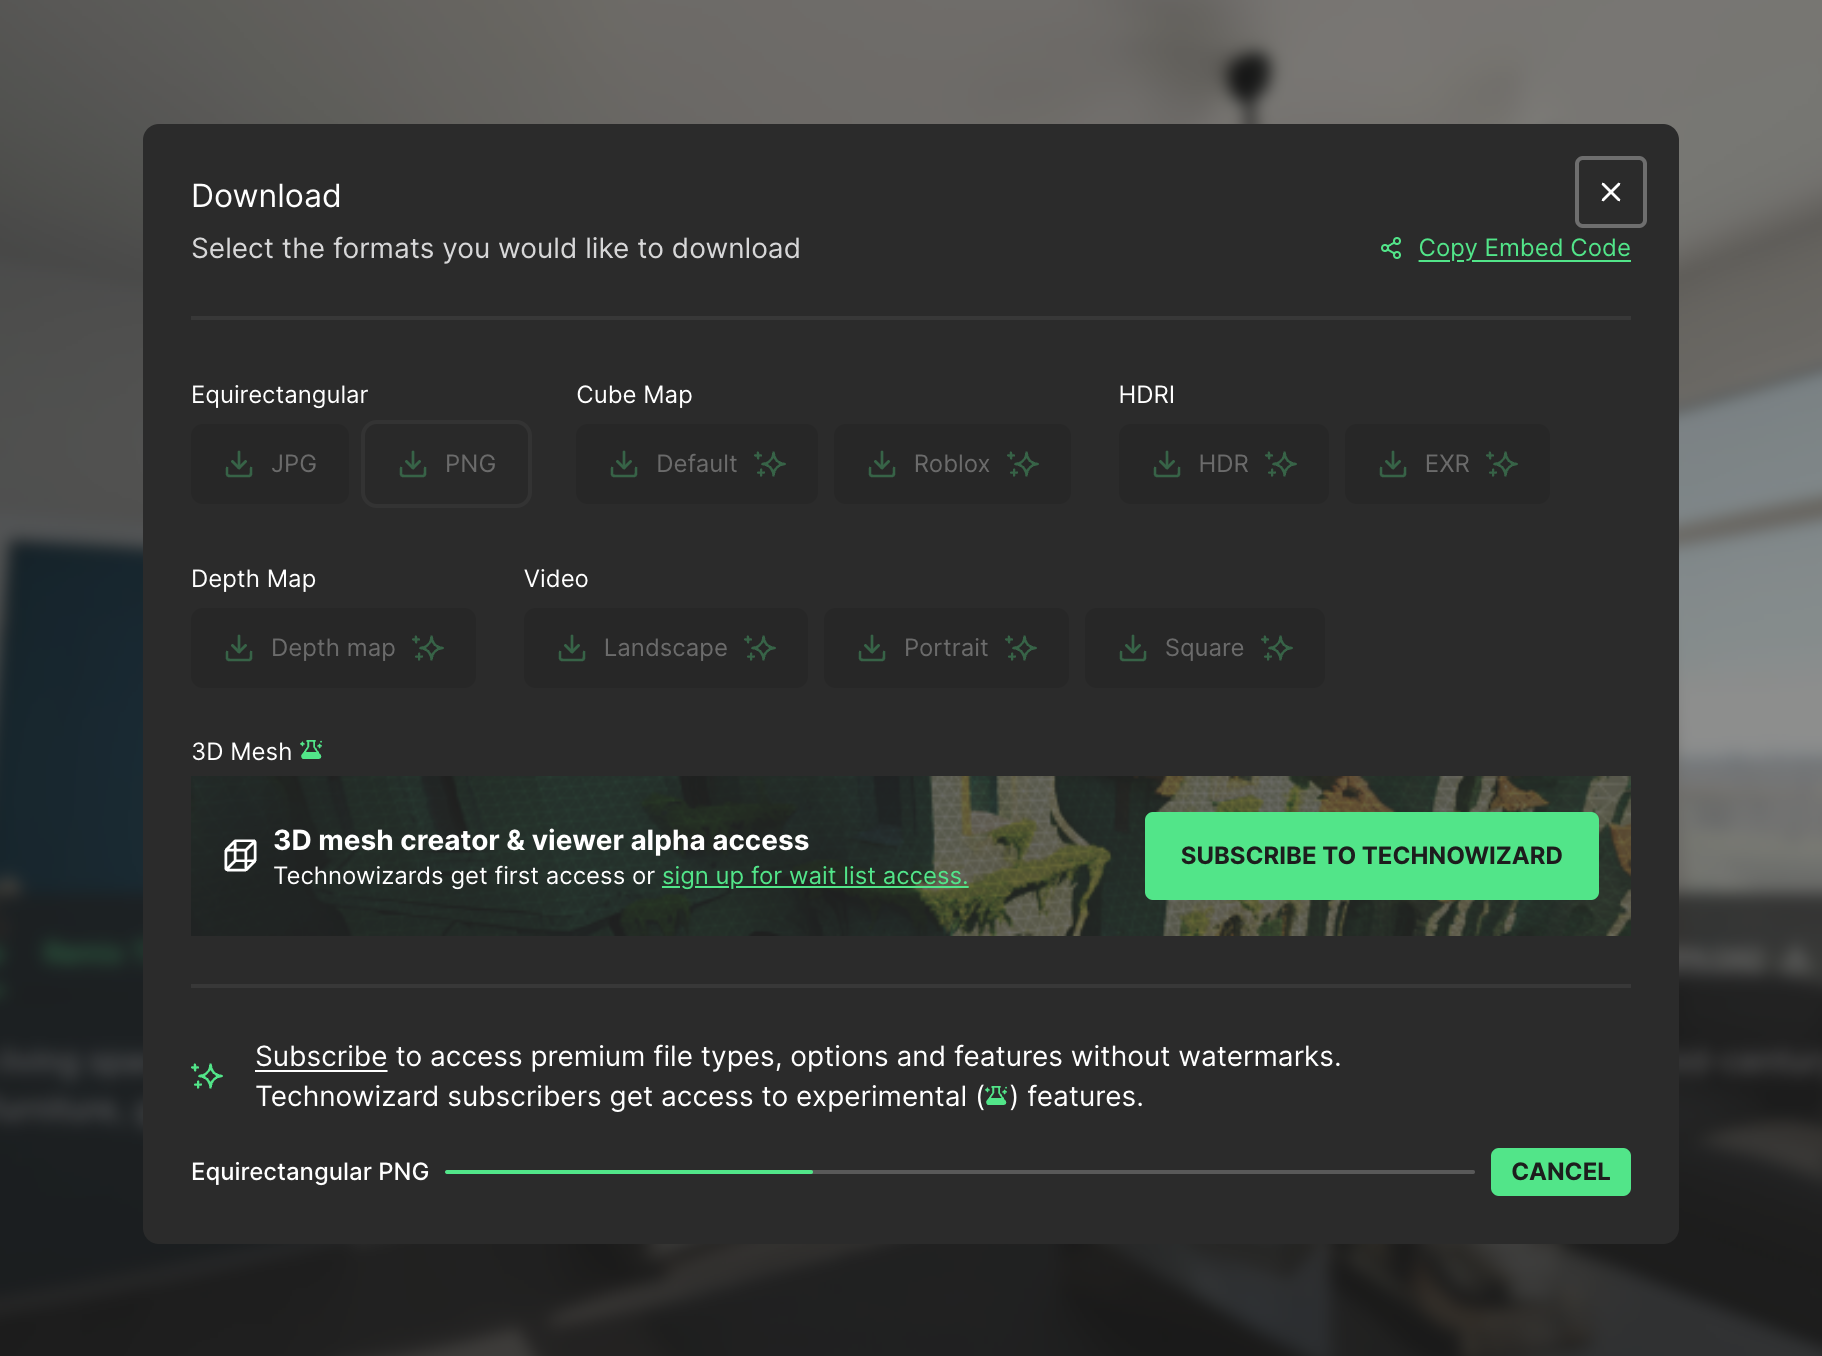 Download
Select the formats you would like to download
Copy Embed Code
Equirectangular
JPG
PNG
Cube Map
Default
Roblox
HDRI
HDR
EXR
Depth Map
Depth map
Video
Landscape
Portrait
Square
3D Mesh
3D mesh creator & viewer alpha access
Technowizards get first access or sign up for wait list access.
SUBSCRIBE TO TECHNOWIZARD
Subscribe to access premium file types, options and features without watermarks.
Technowizard subscribers get access to experimental () features.
Equirectangular PNG
CANCEL